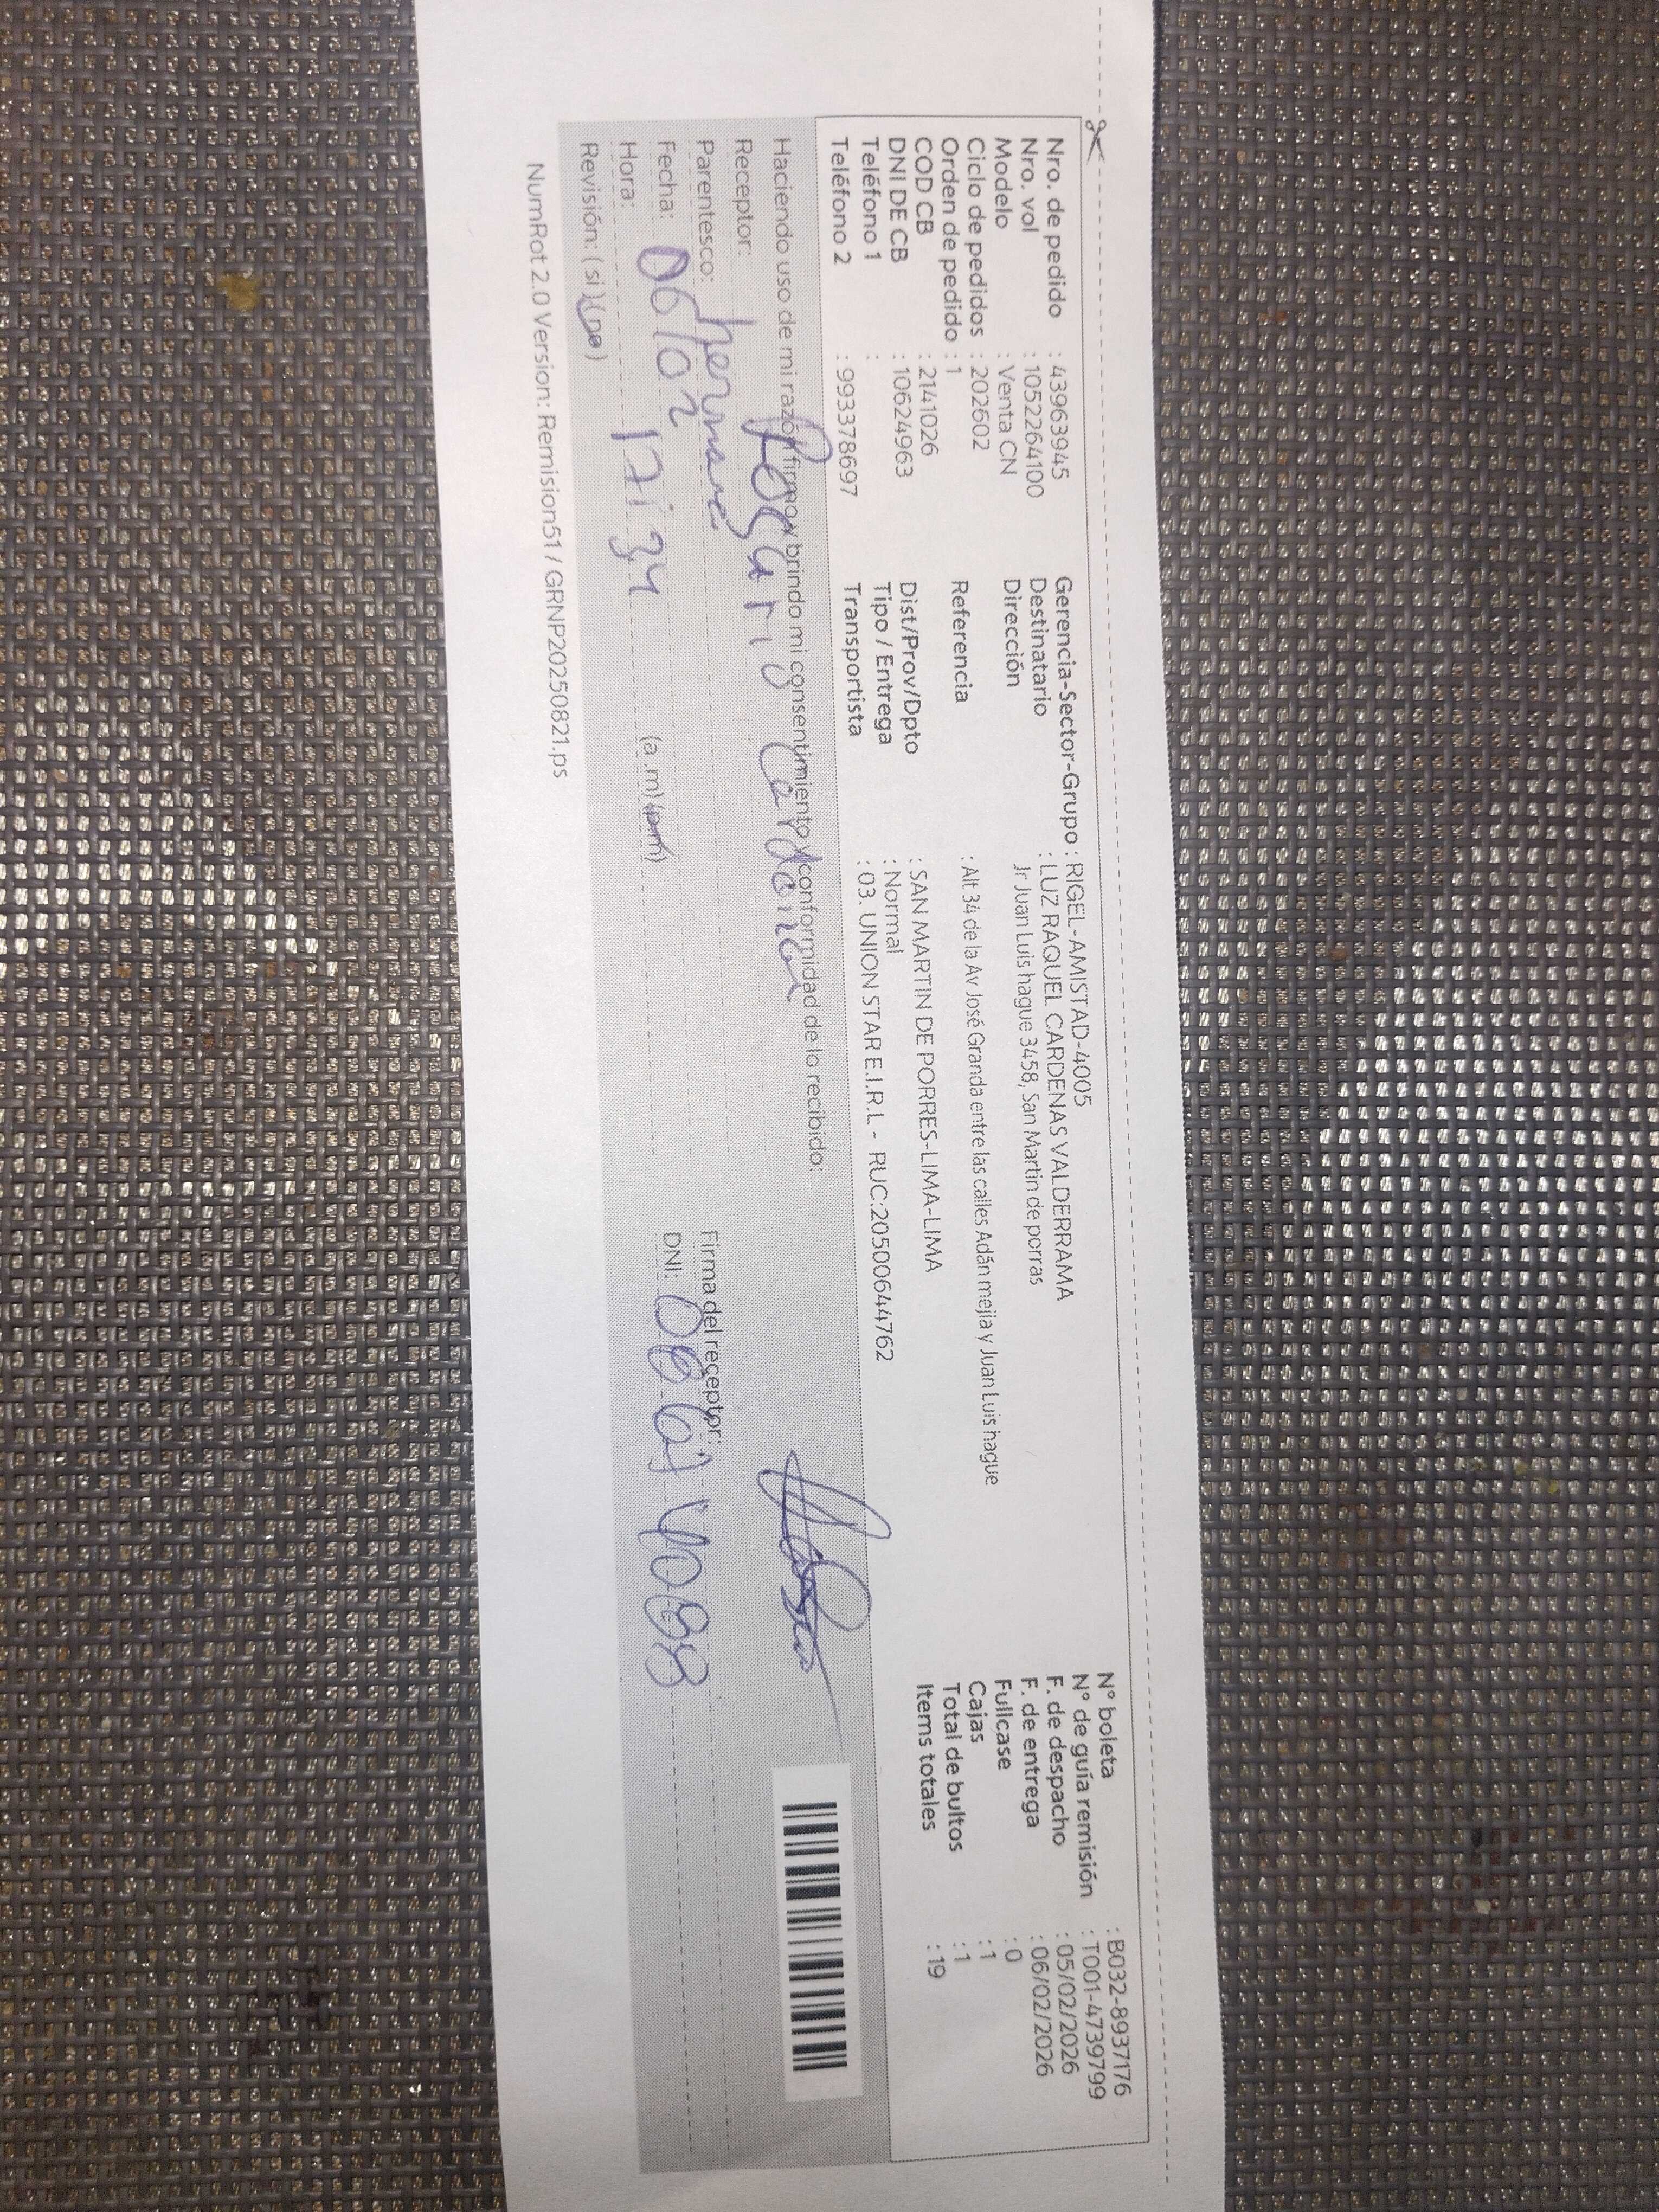 Nro. de pedido : 43963945
Nro. vol : 1052264100
Modelo : Venta CN
Ciclo de pedidos : 202602
Orden de pedido : 1
COD CB : 2141026
DNI DE CB : 10624963
Teléfono 1 :
Teléfono 2 : 993378697
Gerencia-Sector-Grupo : RIGEL-AMISTAD-4005
Destinatario : LUZ RAQUEL CARDENAS VALDERRAMA
Dirección Jr Juan Luis hague 3458, San Martin de porras
Referencia : Alt 34 de la Av José Granda entre las calles Adán mejia y Juan Luis hague
Dist/Prov/Dpto : SAN MARTIN DE PORRES-LIMA-LIMA
Tipo / Entrega : Normal
Transportista : 03. UNION STAR E.I.R.L - RUC:20500644762
N° boleta : B032-8937176
N° de guía remisión : T001-4739799
F. de despacho : 05/02/2026
F. de entrega : 06/02/2026
Fullcase : 0
Cajas : 1
Total de bultos : 1
Items totales : 19
Haciendo uso de mi razón firmo y brindo mi consentimiento y conformidad de lo recibido:
Receptor:
Parentesco: hermana
Fecha: 06/02
Hora: 17:34 (a.m) (p.m)
Revisión: (si) (no)
Firma del receptor:
DNI:
NumRot 2.0 Version: Remision51 / GRNP20250821.ps